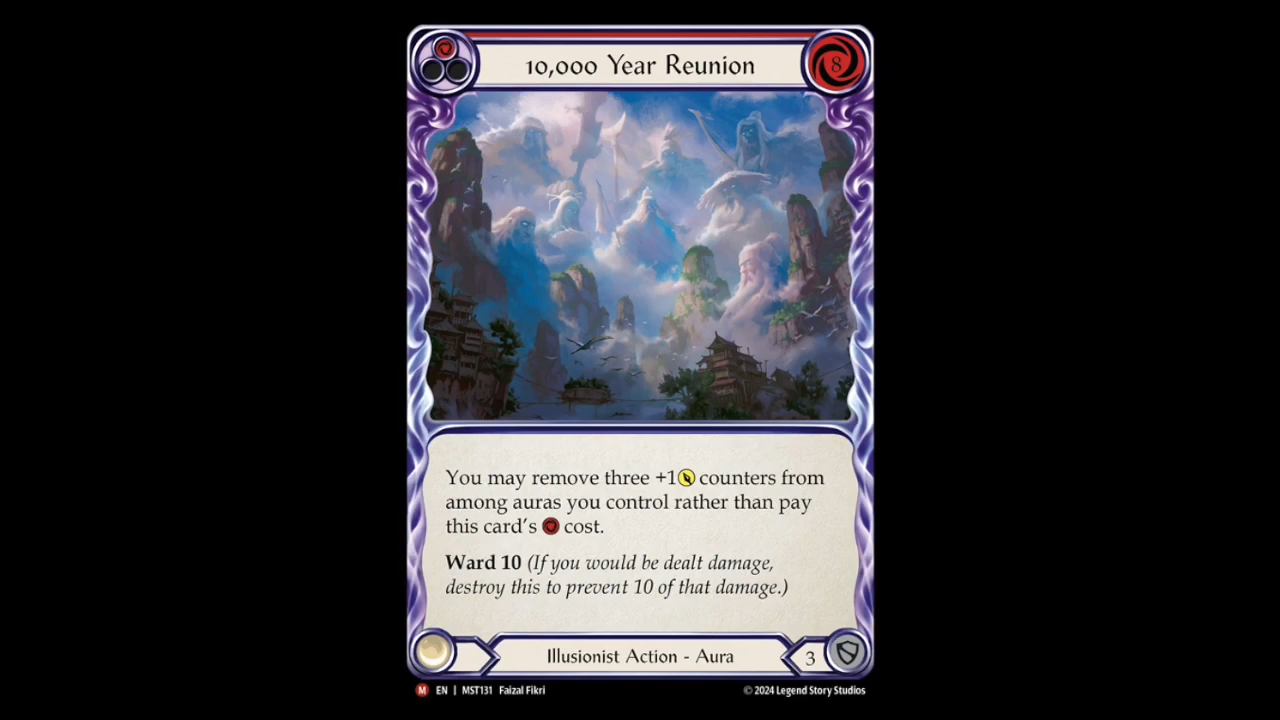 10,000 Year Reunion
8
You may remove three +1 counters from
among auras you control rather than pay
this card's cost.
Ward 10 (If you would be dealt damage,
destroy this to prevent 10 of that damage.)
Illusionist Action - Aura
3
M EN | MST131 Faizal Fikri
© 2024 Legend Story Studios